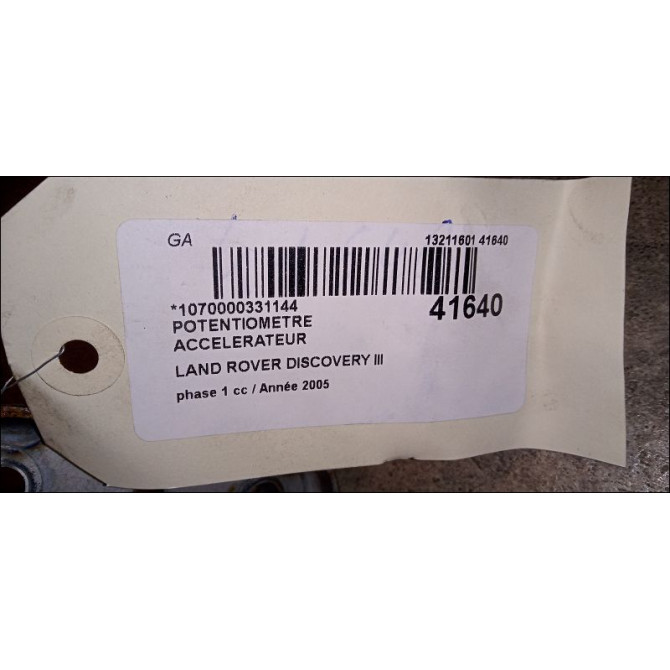 GA 13211601 41640
*1070000331144 41640
POTENTIOMETRE
ACCELERATEUR
LAND ROVER DISCOVERY III
phase 1 cc / Année 2005